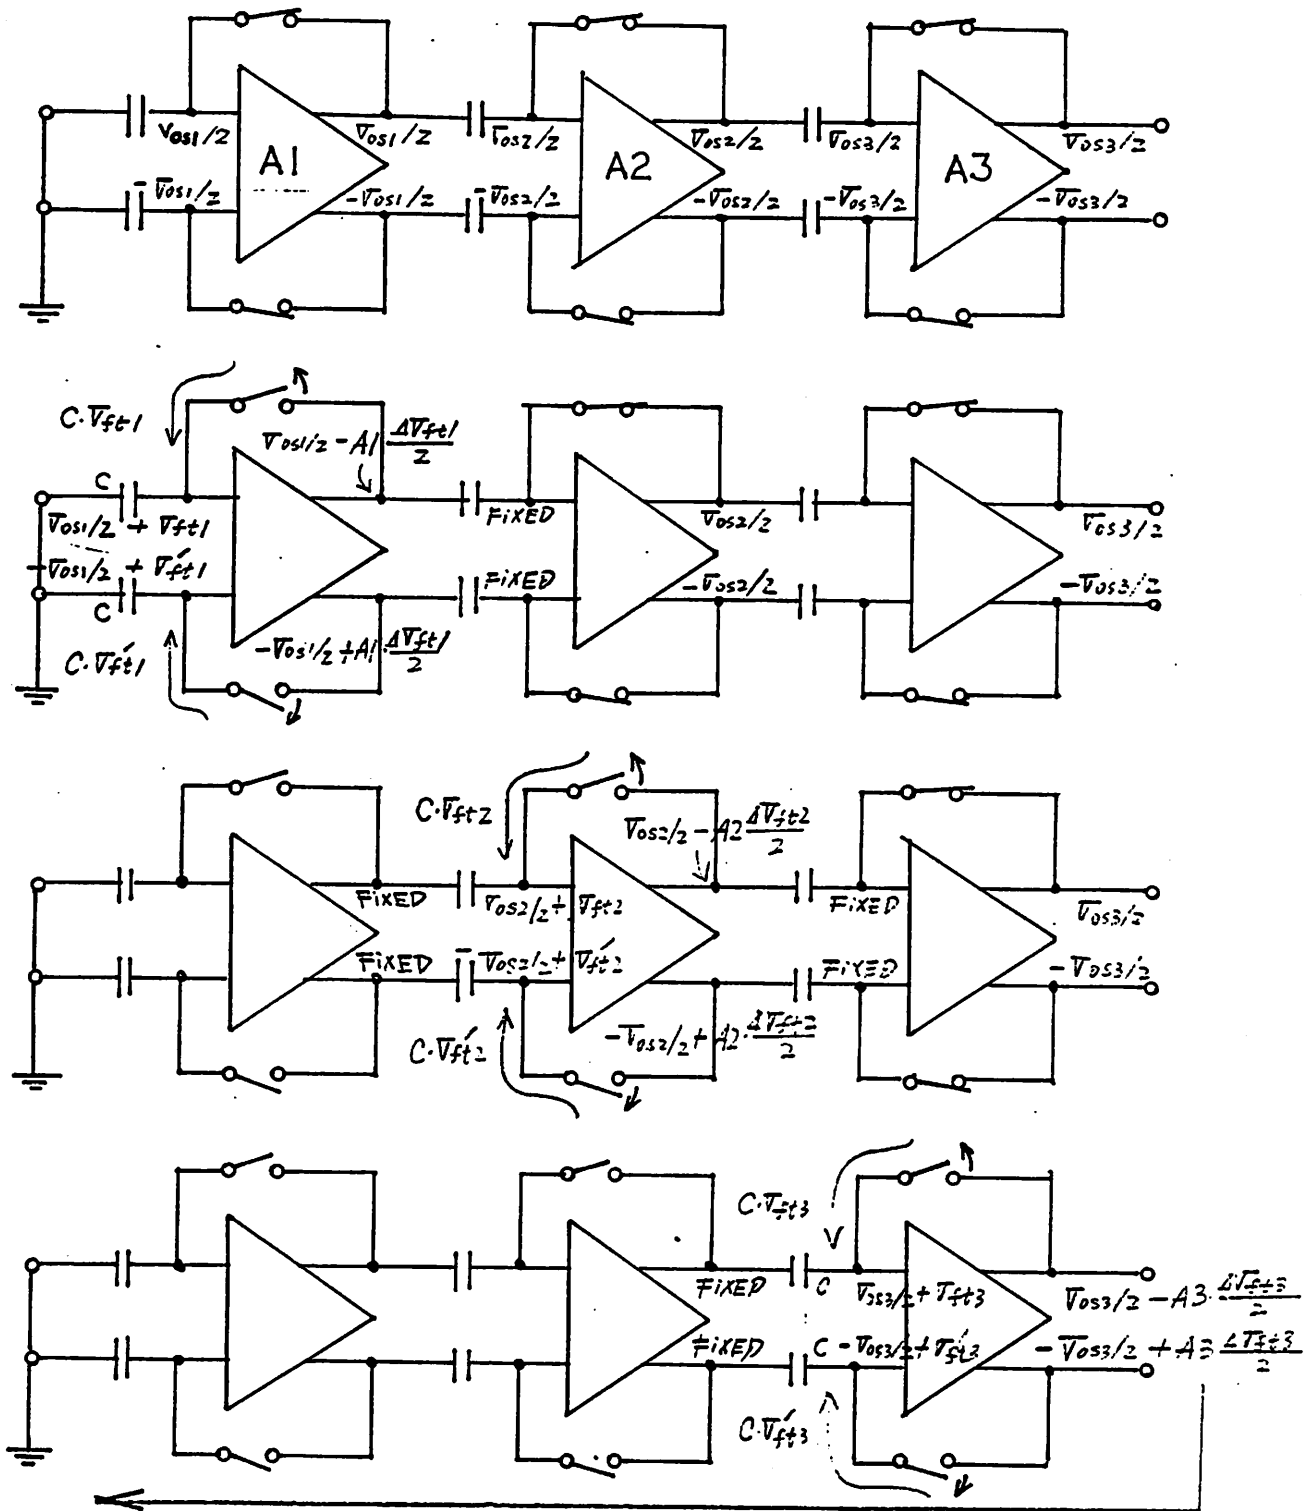 Vos1/2 Vos1/2 Vos2/2 Vos2/2 Vos3/2 Vos3/2
A1 A2 A3
-Vos1/2 -Vos1/2 -Vos2/2 -Vos2/2 -Vos3/2 -Vos3/2
C·Vft1
Vos1/2 - A1·ΔVft1/2
C
Vos1/2 + Vft1 FiXED Vos2/2 Vos3/2
-Vos1/2 + V'ft1 FiXED -Vos2/2 -Vos3/2
C
C·V'ft1 -Vos1/2 + A1·ΔVft1/2
C·Vft2 Vos2/2 - A2 ΔVft2/2
FiXED Vos2/2 + Vft2 FiXED Vos3/2
FiXED -Vos2/2 + V'ft2 FiXED -Vos3/2
C·V'ft2 -Vos2/2 + A2·ΔVft2/2
C·Vft3
FiXED C Vos3/2 + Vft3 Vos3/2 - A3·ΔVft3/2
FiXED C -Vos3/2 + V'ft3 -Vos3/2 + A3 ΔVft3/2
C·V'ft3